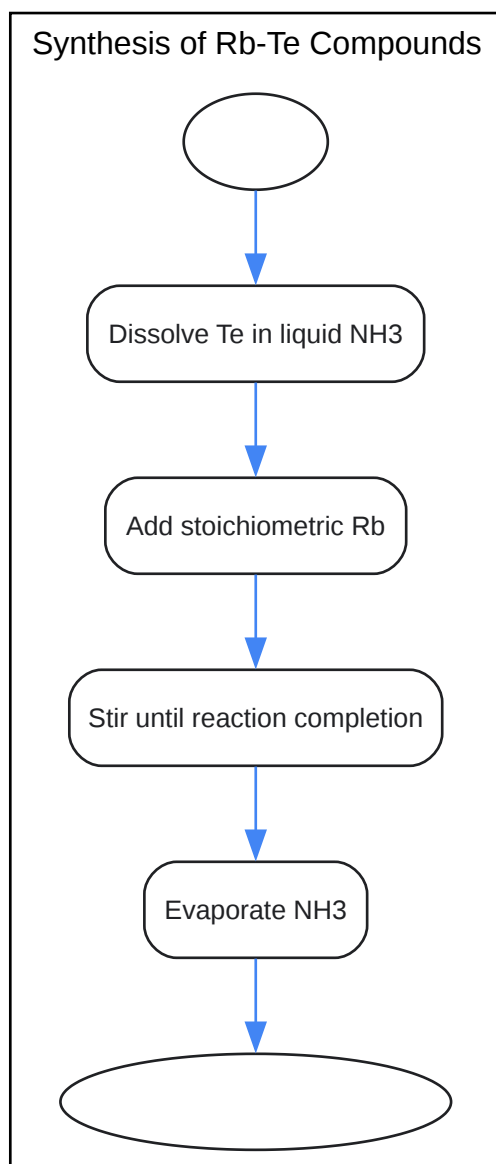 Synthesis of Rb-Te Compounds
Dissolve Te in liquid NH3
Add stoichiometric Rb
Stir until reaction completion
Evaporate NH3